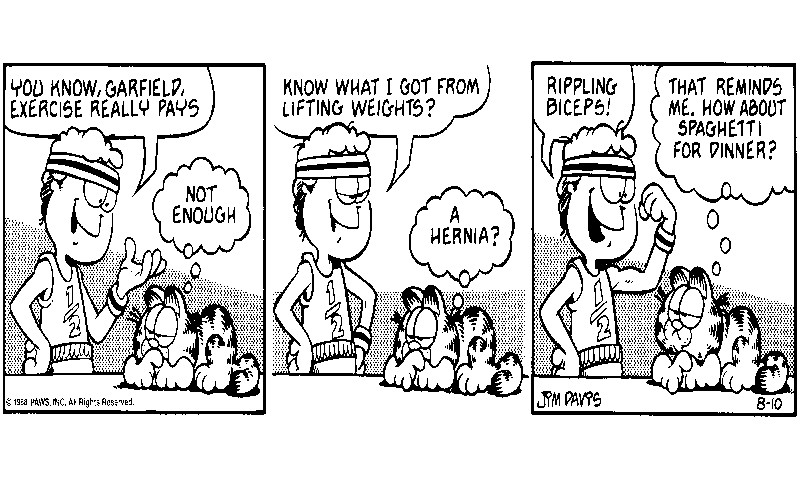 YOU KNOW, GARFIELD,
EXERCISE REALLY PAYS
NOT
ENOUGH
1/2
© 1988 PAWS, INC. All Rights Reserved.
KNOW WHAT I GOT FROM
LIFTING WEIGHTS?
A
HERNIA?
1/2
RIPPLING
BICEPS!
THAT REMINDS
ME. HOW ABOUT
SPAGHETTI
FOR DINNER?
1/2
JIM DAVIS
8-10